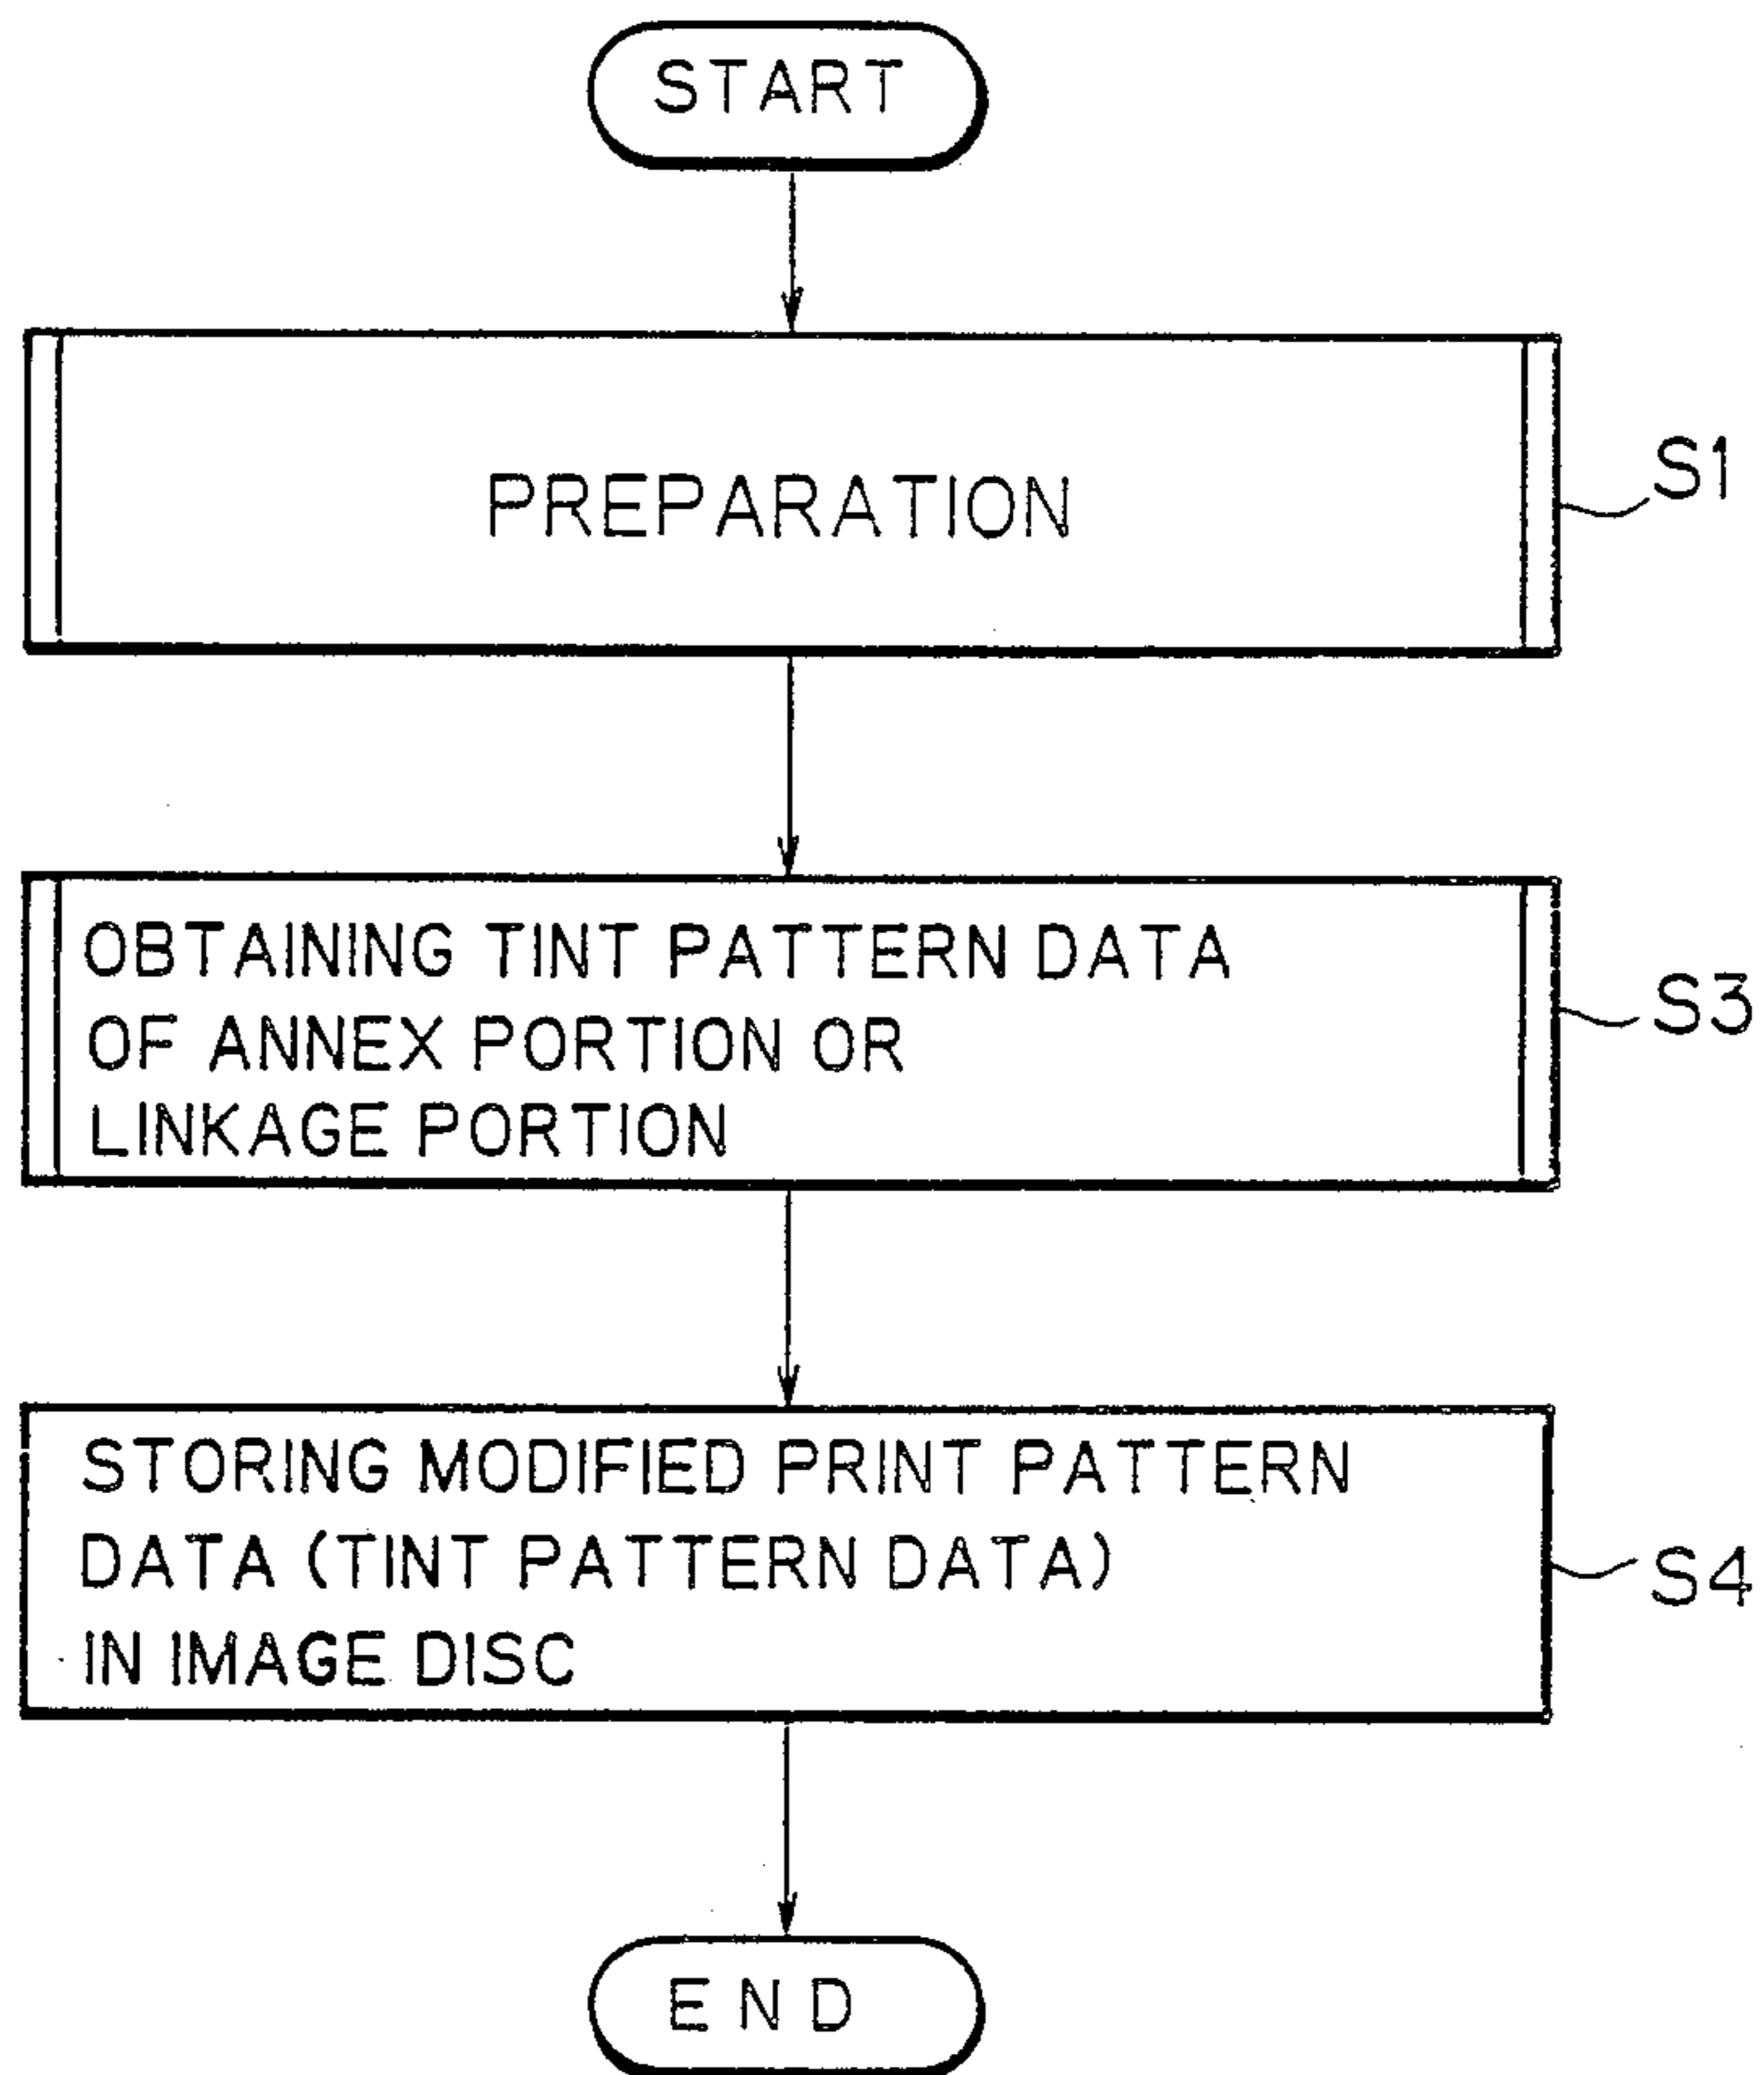 START
PREPARATION
S1
OBTAINING TINT PATTERN DATA
OF ANNEX PORTION OR
LINKAGE PORTION
S3
STORING MODIFIED PRINT PATTERN
DATA (TINT PATTERN DATA)
IN IMAGE DISC
S4
END